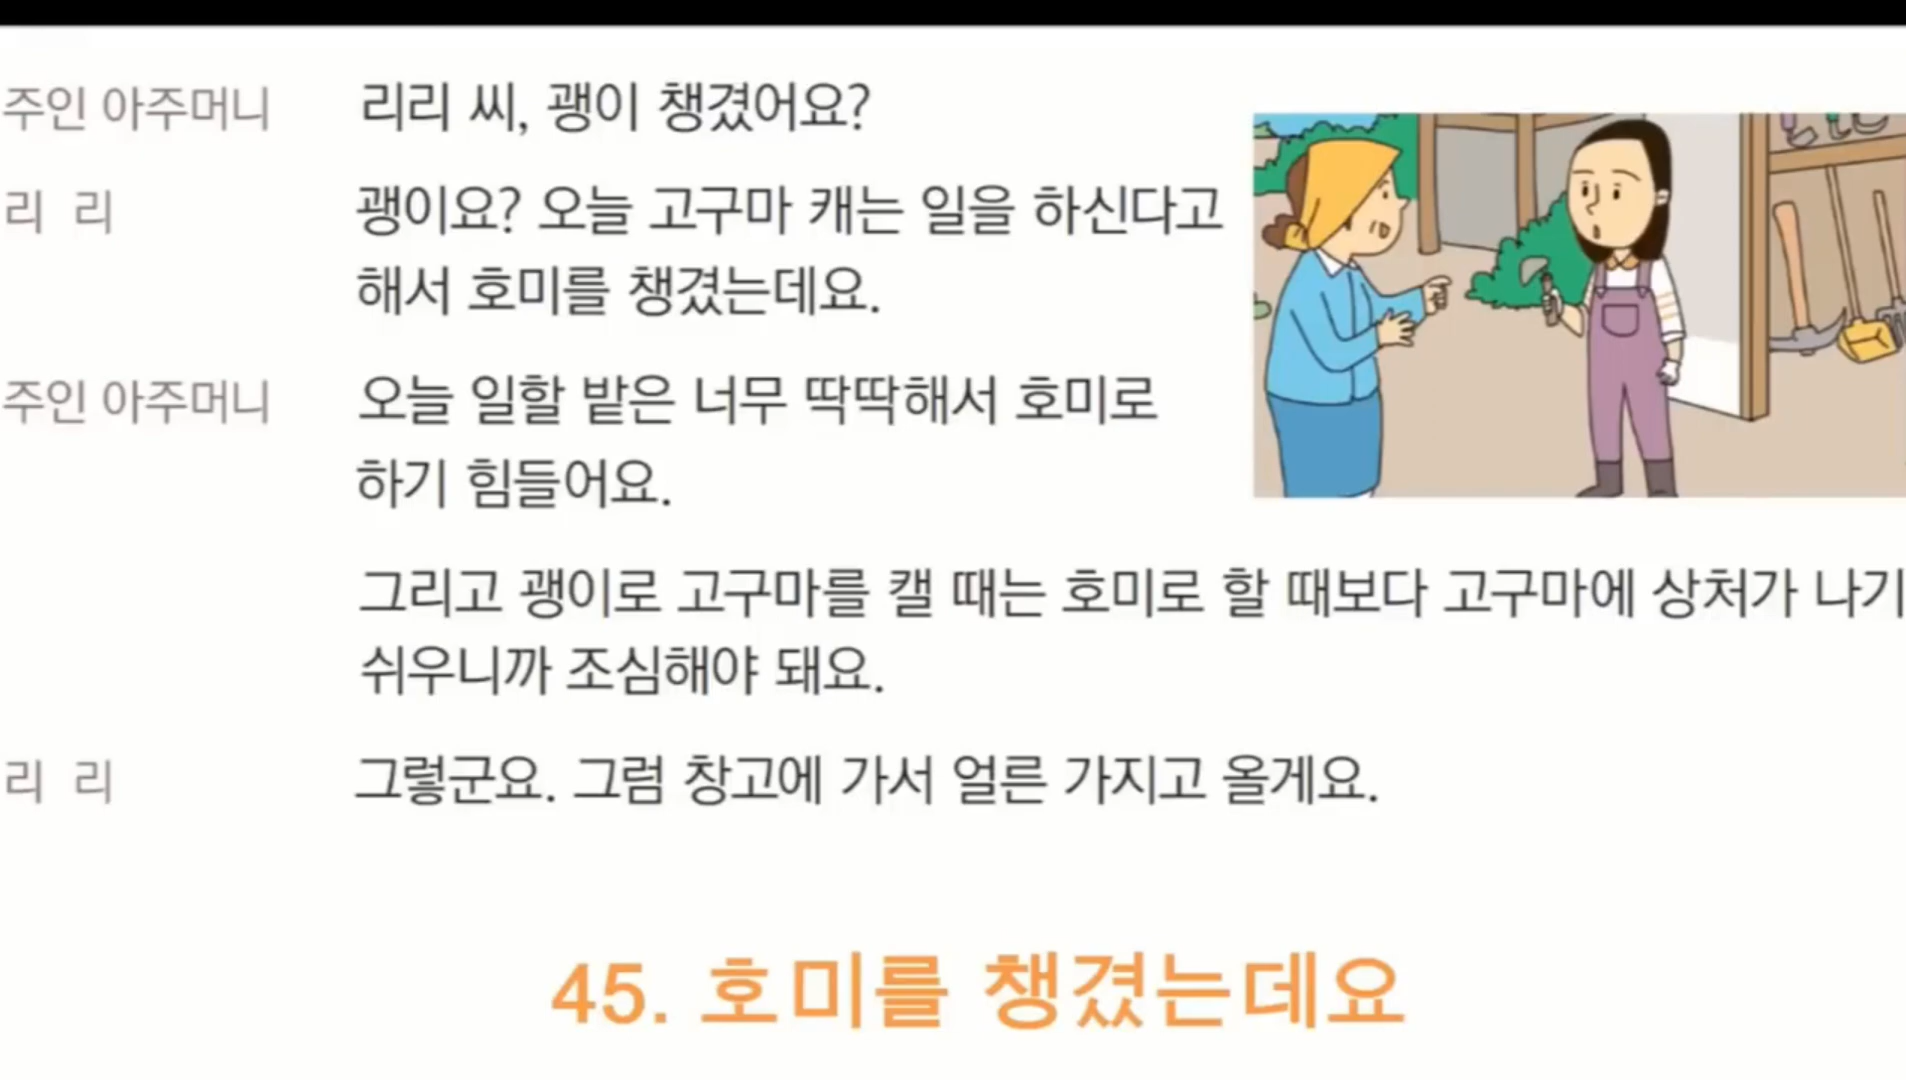 주인 아주머니 리리 씨, 괭이 챙겼어요?
리 리 괭이요? 오늘 고구마 캐는 일을 하신다고
해서 호미를 챙겼는데요.
주인 아주머니 오늘 일할 밭은 너무 딱딱해서 호미로
하기 힘들어요.
그리고 괭이로 고구마를 캘 때는 호미로 할 때보다 고구마에 상처가 나기
쉬우니까 조심해야 돼요.
리 리 그렇군요. 그럼 창고에 가서 얼른 가지고 올게요.
45. 호미를 챙겼는데요